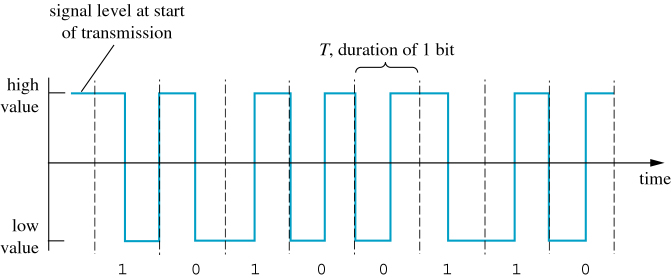 signal level at start
of transmission
T, duration of 1 bit
high
value
time
low
value
1 0 1 0 0 1 1 0